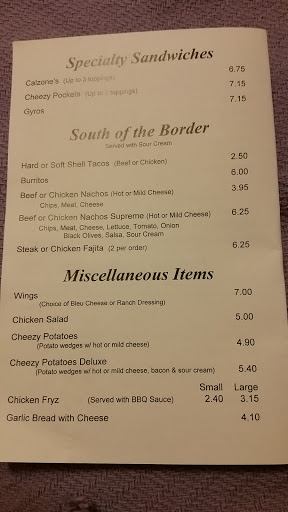 Specialty Sandwiches
Calzone's (Up to 3 toppings) 6.75
Cheezy Pockets (Up to toppings) 7.15
Gyros 7.15
South of the Border
Served with Sour Cream
Hard or Soft Shell Tacos (Beef or Chicken) 2.50
Burritos 6.00
Beef or Chicken Nachos (Hot or Mild Cheese) 3.95
Chips, Meat, Cheese
Beef or Chicken Nachos Supreme (Hot or Mild Cheese) 6.25
Chips, Meat, Cheese, Lettuce, Tomato, Onion
Black Olives, Salsa, Sour Cream
Steak or Chicken Fajita (2 per order) 6.25
Miscellaneous Items
Wings 7.00
(Choice of Bleu Cheese or Ranch Dressing)
Chicken Salad 5.00
Cheezy Potatoes
(Potato wedges w/ hot or mild cheese) 4.90
Cheezy Potatoes Deluxe
(Potato wedges w/ hot or mild cheese, bacon & sour cream) 5.40
Small Large
Chicken Fryz (Served with BBQ Sauce) 2.40 3.15
Garlic Bread with Cheese 4.10